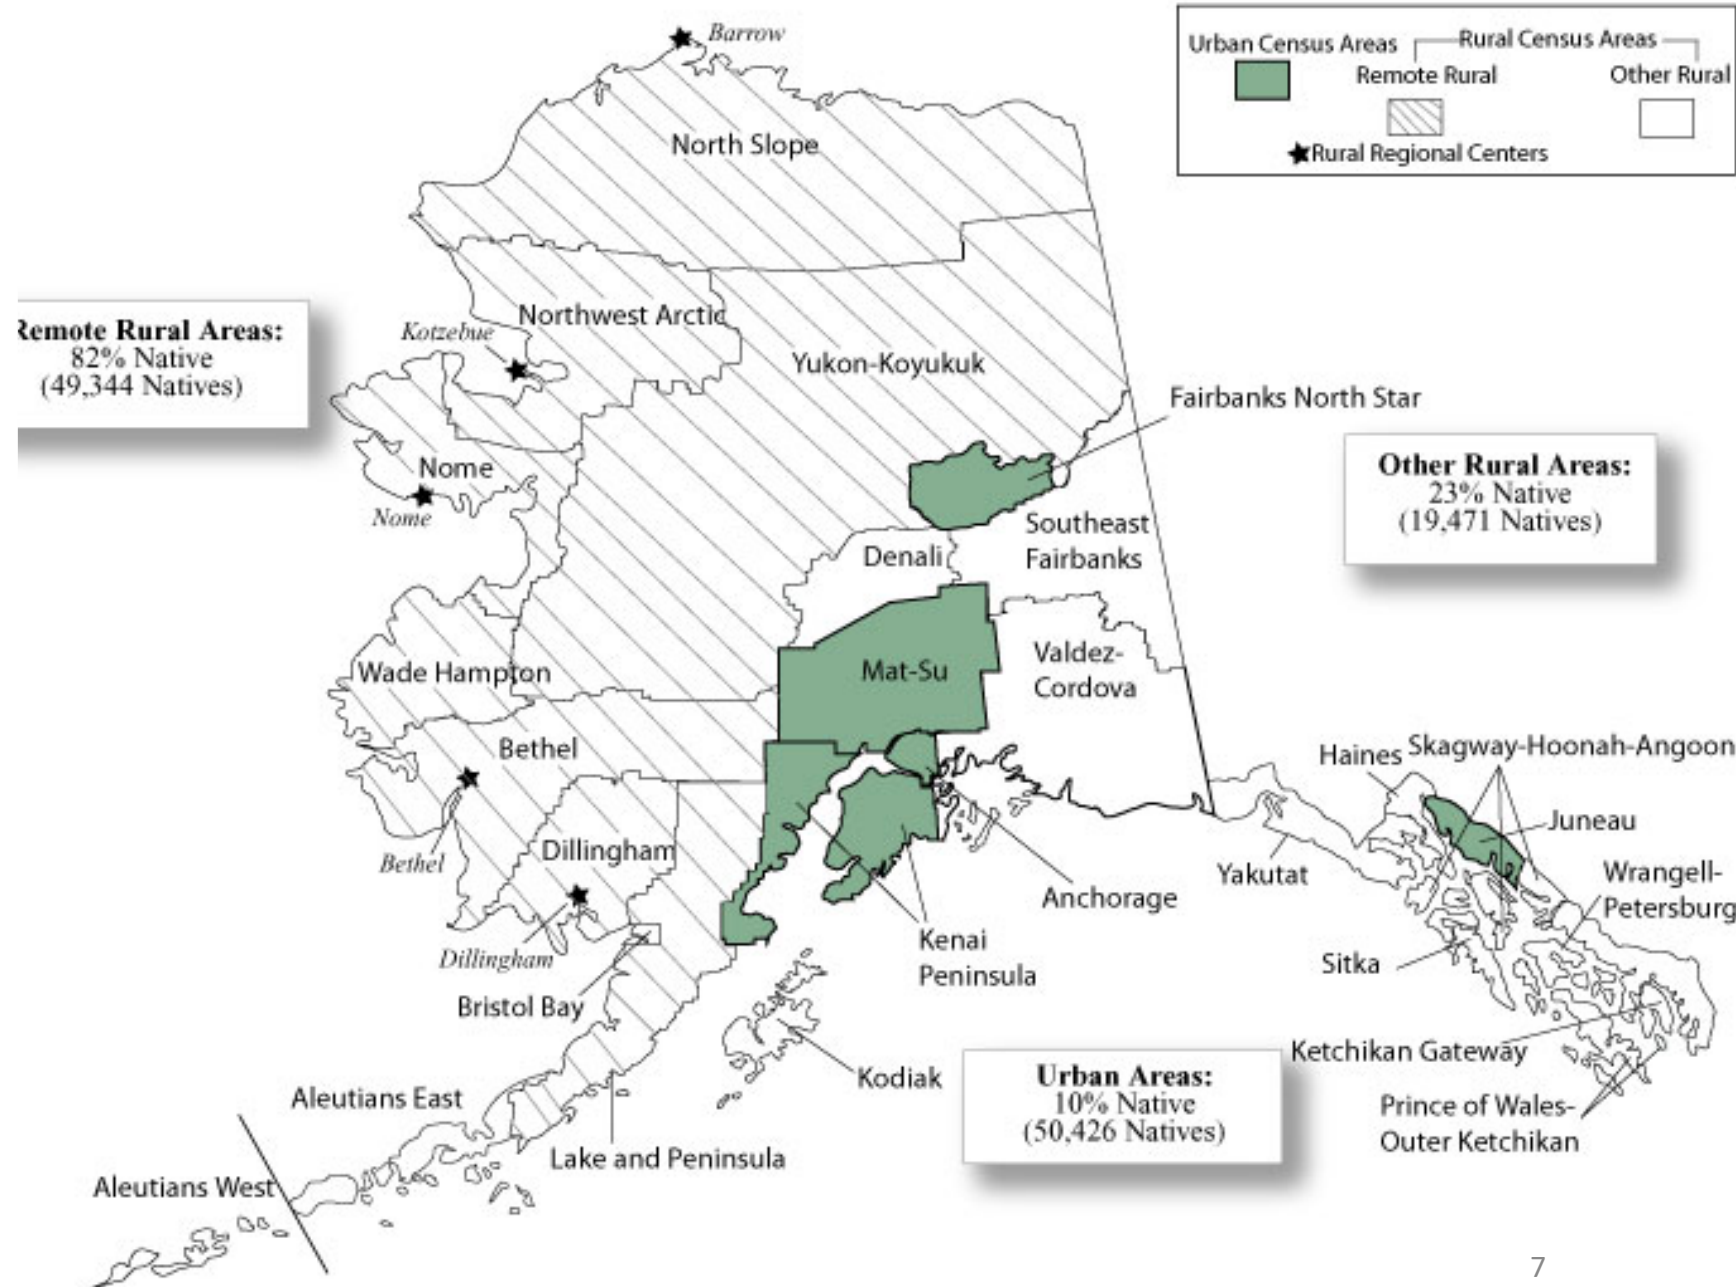 Barrow
Urban Census Areas
Rural Census Areas
Remote Rural
Other Rural
Rural Regional Centers
North Slope
Northwest Arctic
Kotzebue
Yukon-Koyukuk
Remote Rural Areas:
82% Native
(49,344 Natives)
Fairbanks North Star
Other Rural Areas:
23% Native
(19,471 Natives)
Nome
Nome
Southeast
Fairbanks
Denali
Wade Hampton
Mat-Su
Valdez-
Cordova
Bethel
Bethel
Dillingham
Dillingham
Bristol Bay
Haines
Skagway-Hoonah-Angoon
Juneau
Yakutat
Wrangell-
Petersburg
Sitka
Anchorage
Kenai
Peninsula
Kodiak
Ketchikan Gateway
Prince of Wales-
Outer Ketchikan
Urban Areas:
10% Native
(50,426 Natives)
Aleutians East
Lake and Peninsula
Aleutians West
7